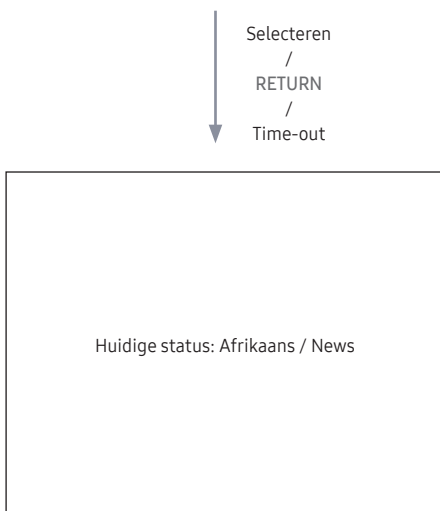 Selecteren
/
RETURN
/
Time-out
Huidige status: Afrikaans / News